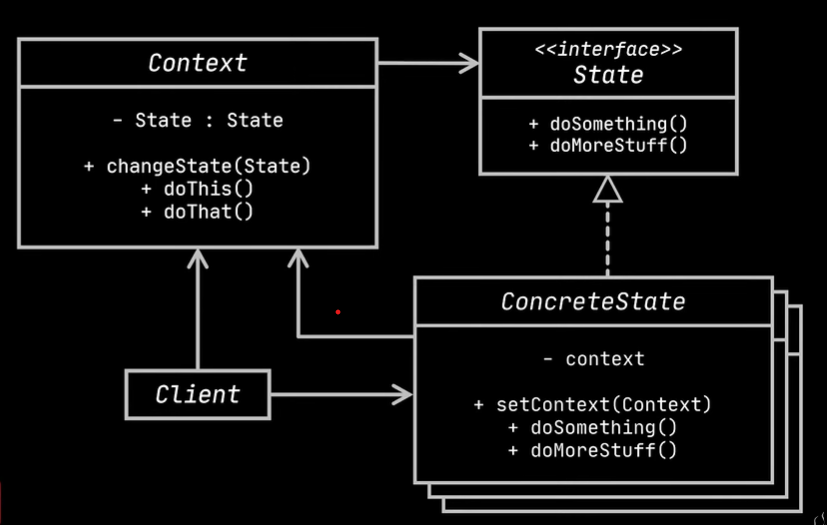 Context
- State : State
+ changeState(State)
+ doThis()
+ doThat()
<<interface>>
State
+ doSomething()
+ doMoreStuff()
Client
ConcreteState
- context
+ setContext(Context)
+ doSomething()
+ doMoreStuff()